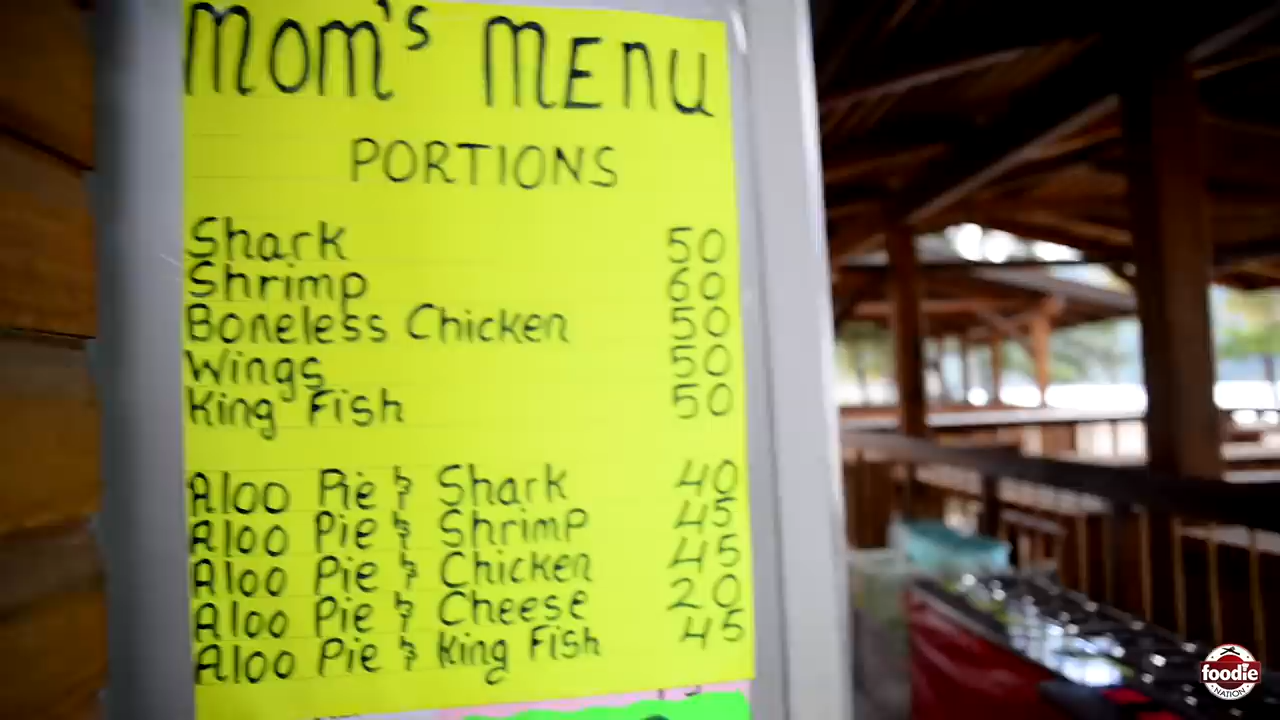 Mom's MEnu
PORTIONS
Shark 50
Shrimp 60
Boneless Chicken 50
Wings 50
King Fish 50
Aloo Pie & Shark 40
Aloo Pie & Shrimp 45
Aloo Pie & Chicken 45
Aloo Pie & Cheese 20
Aloo Pie & King Fish 45
foodie
NATION